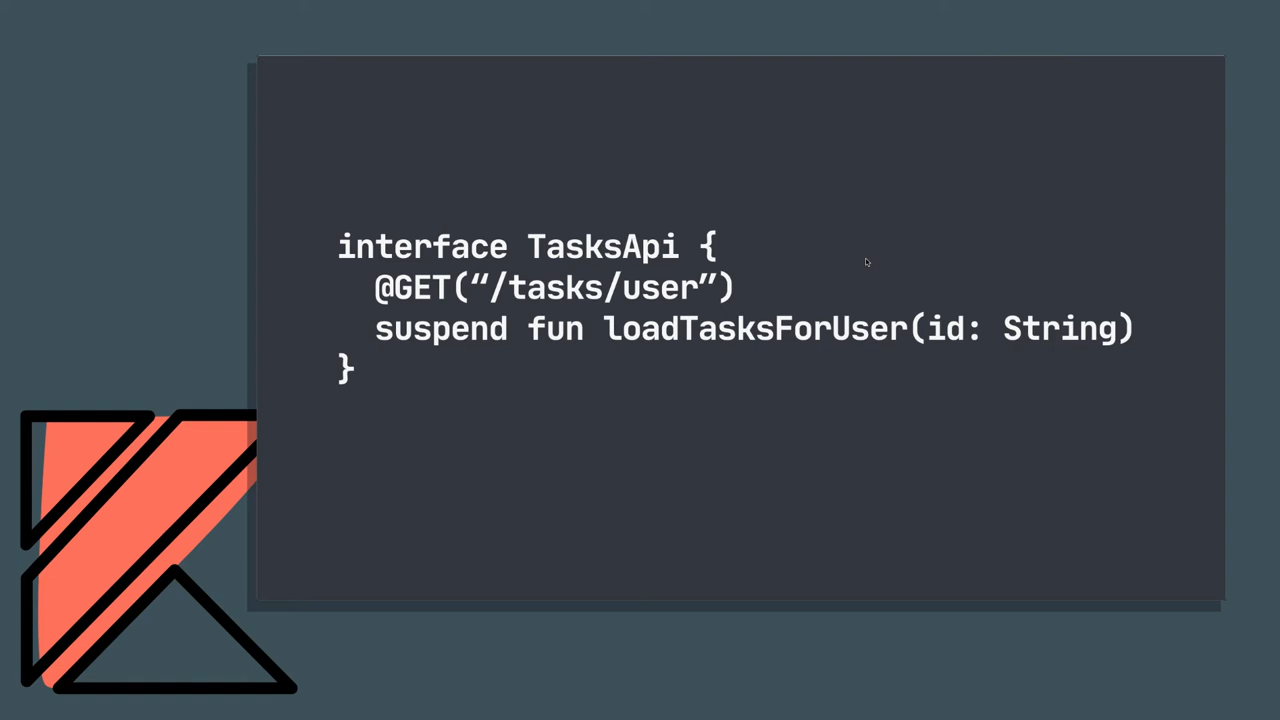 interface TasksApi {
@GET(“/tasks/user”)
suspend fun loadTasksForUser(id: String)
}